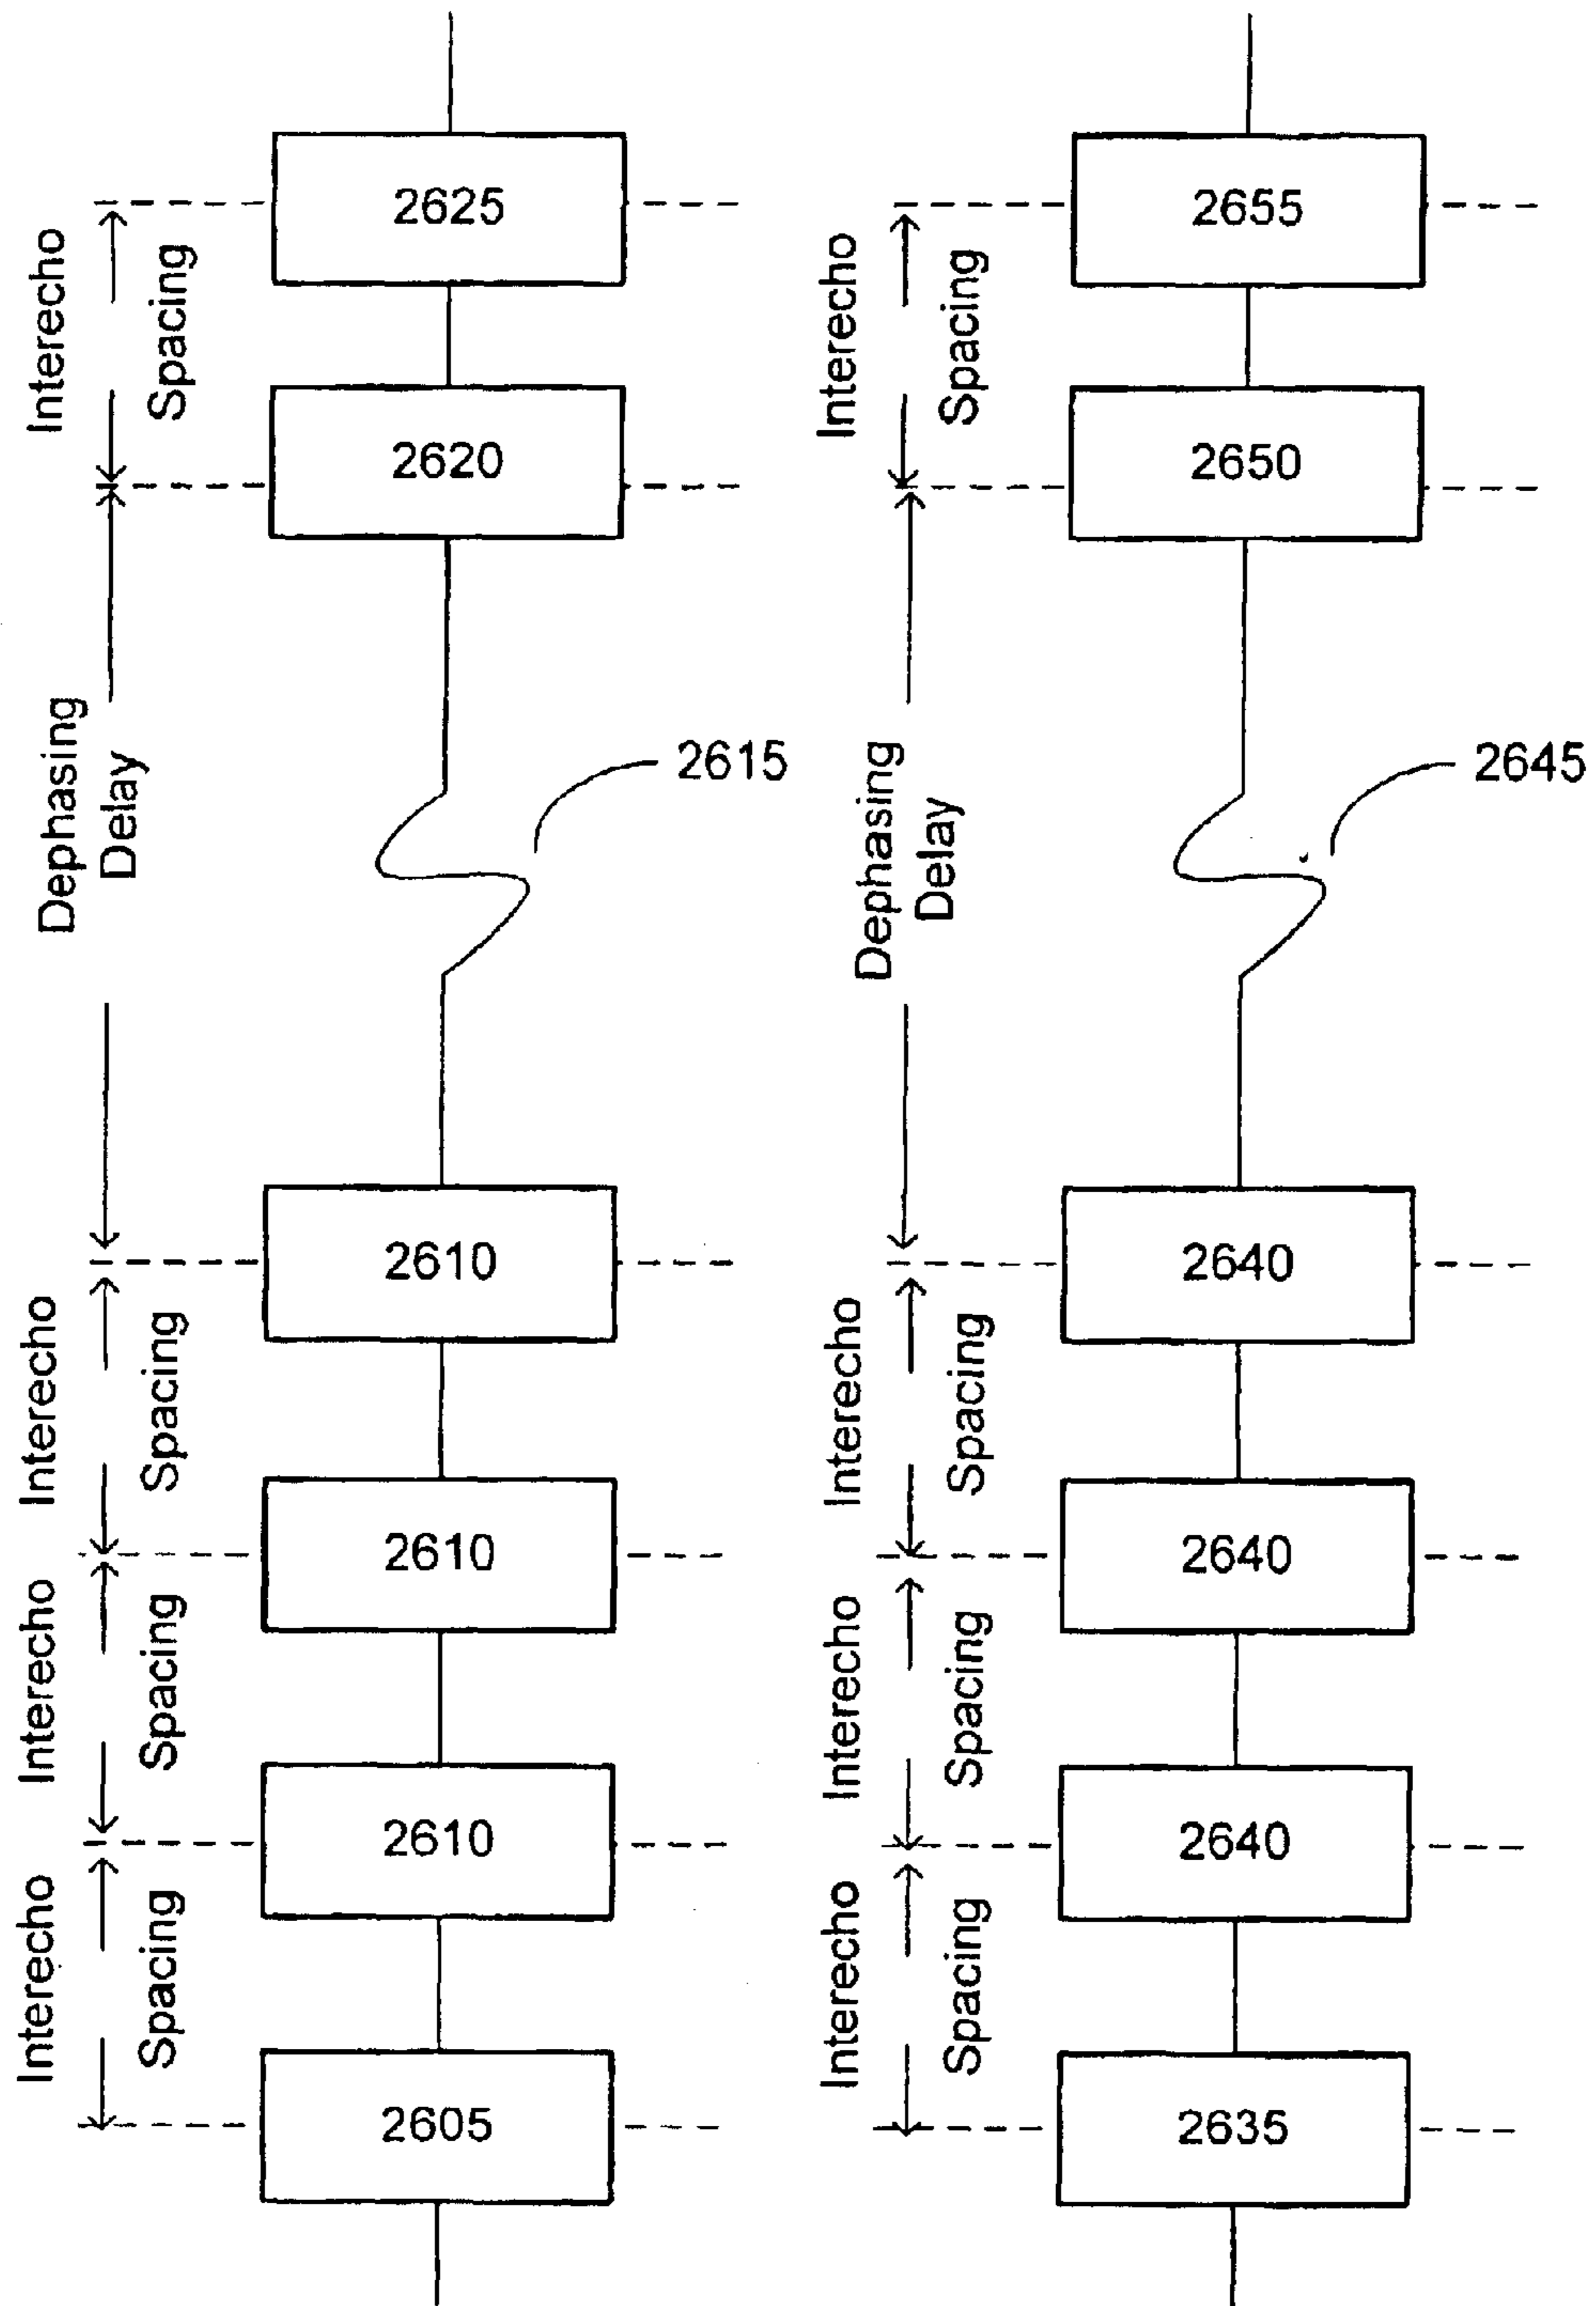 Interecho
Spacing
2625
2620
Dephasing
Delay
2615
2610
Interecho
Spacing
2610
Interecho
Spacing
2610
Interecho
Spacing
2605
Interecho
Spacing
2655
2650
Dephasing
Delay
2645
2640
Interecho
Spacing
2640
Interecho
Spacing
2640
Interecho
Spacing
2635